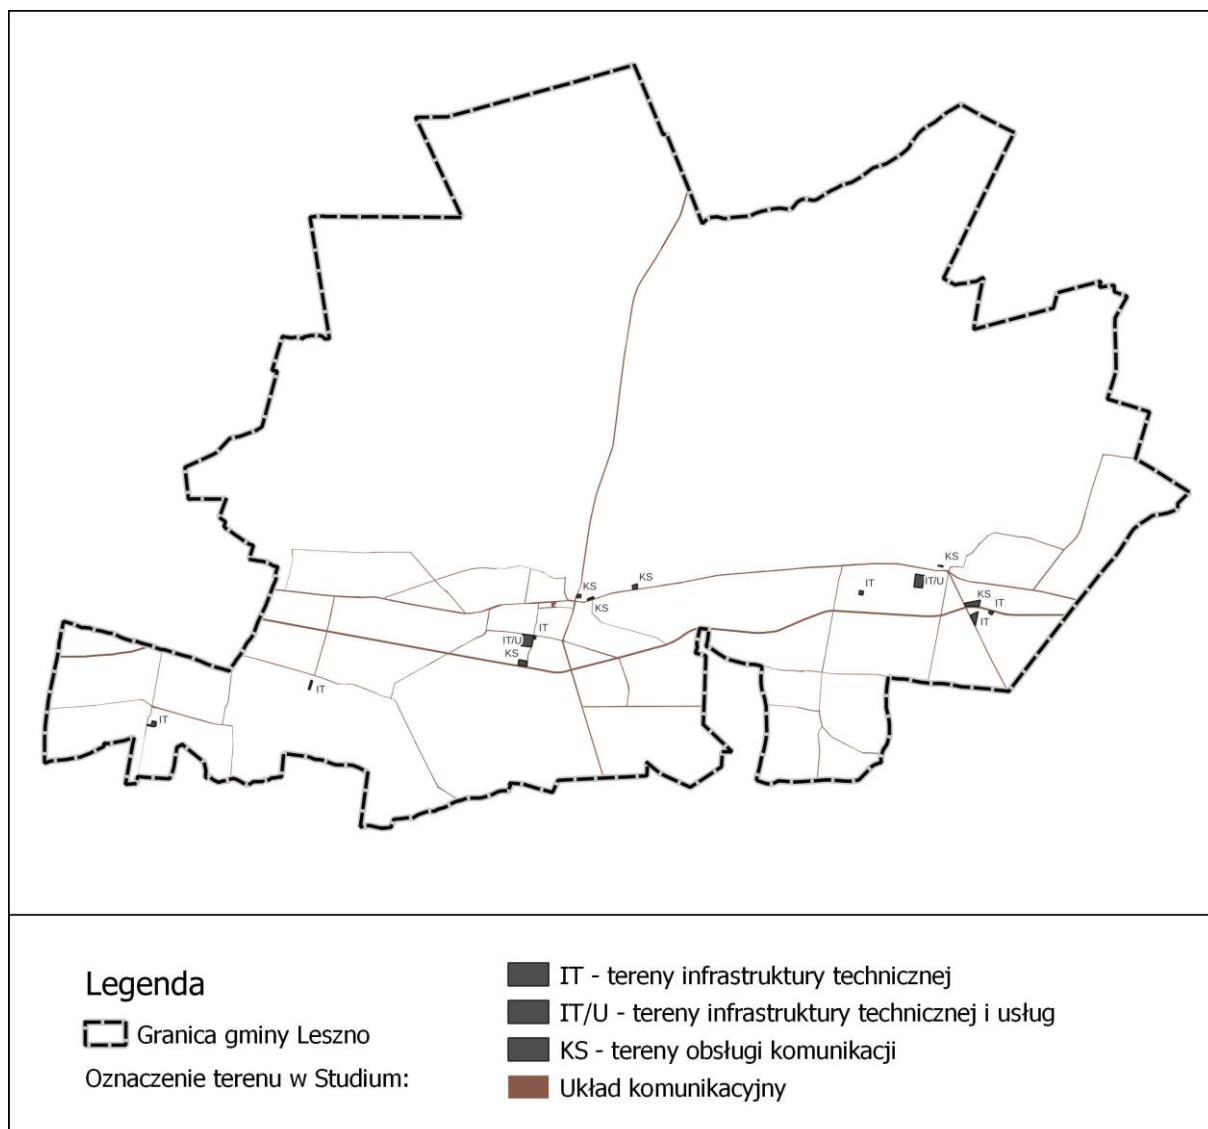 KS
KS
IT
IT/U
KS
KS
KS
IT
IT
IT/U
IT
KS
IT
IT
Legenda
Granica gminy Leszno
Oznaczenie terenu w Studium:
IT - tereny infrastruktury technicznej
IT/U - tereny infrastruktury technicznej i usług
KS - tereny obsługi komunikacji
Układ komunikacyjny